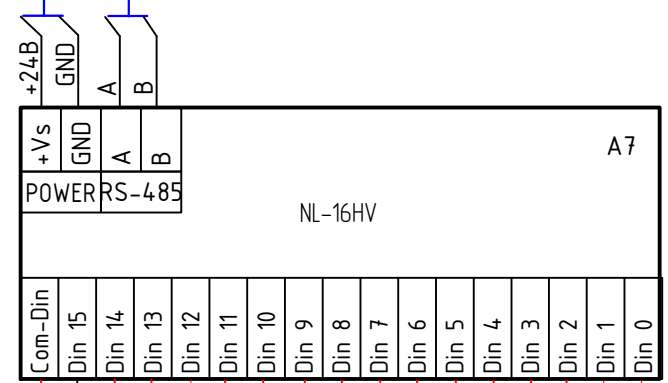 +24В
GND
A
B
+Vs
GND
A
B
A7
POWER
RS-485
NL-16HV
Com-Din
Din 15
Din 14
Din 13
Din 12
Din 11
Din 10
Din 9
Din 8
Din 7
Din 6
Din 5
Din 4
Din 3
Din 2
Din 1
Din 0